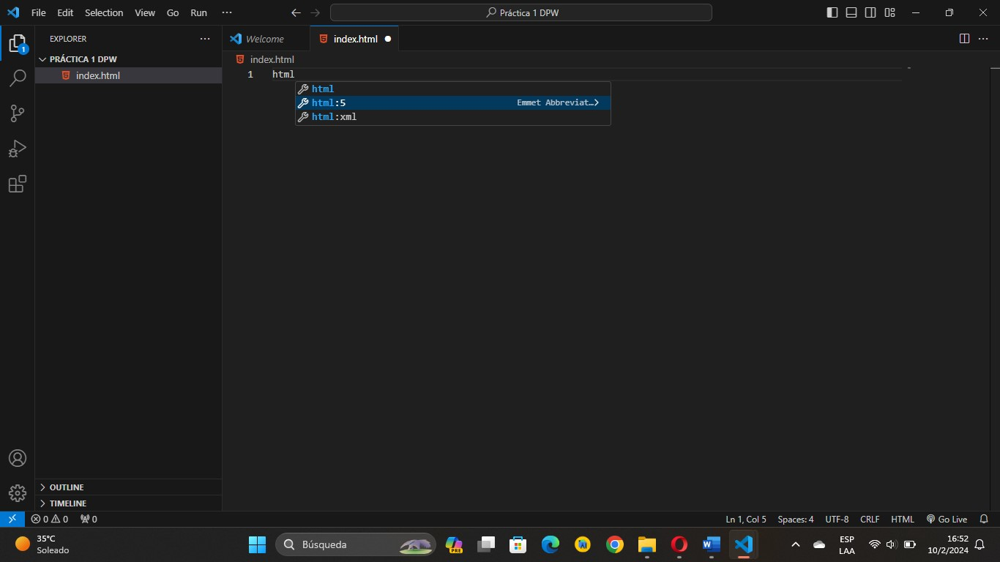 File Edit Selection View Go Run ···
Práctica 1 DPW
EXPLORER
PRÁCTICA 1 DPW
index.html
OUTLINE
TIMELINE
1
Welcome
index.html
index.html
1 html
html
html:5 Emmet Abbreviat…
html:xml
0 0 0
Ln 1, Col 5 Spaces: 4 UTF-8 CRLF HTML Go Live
35°C
Soleado
Búsqueda
PRE
AI
W
ESP
LAA
16:52
10/2/2024